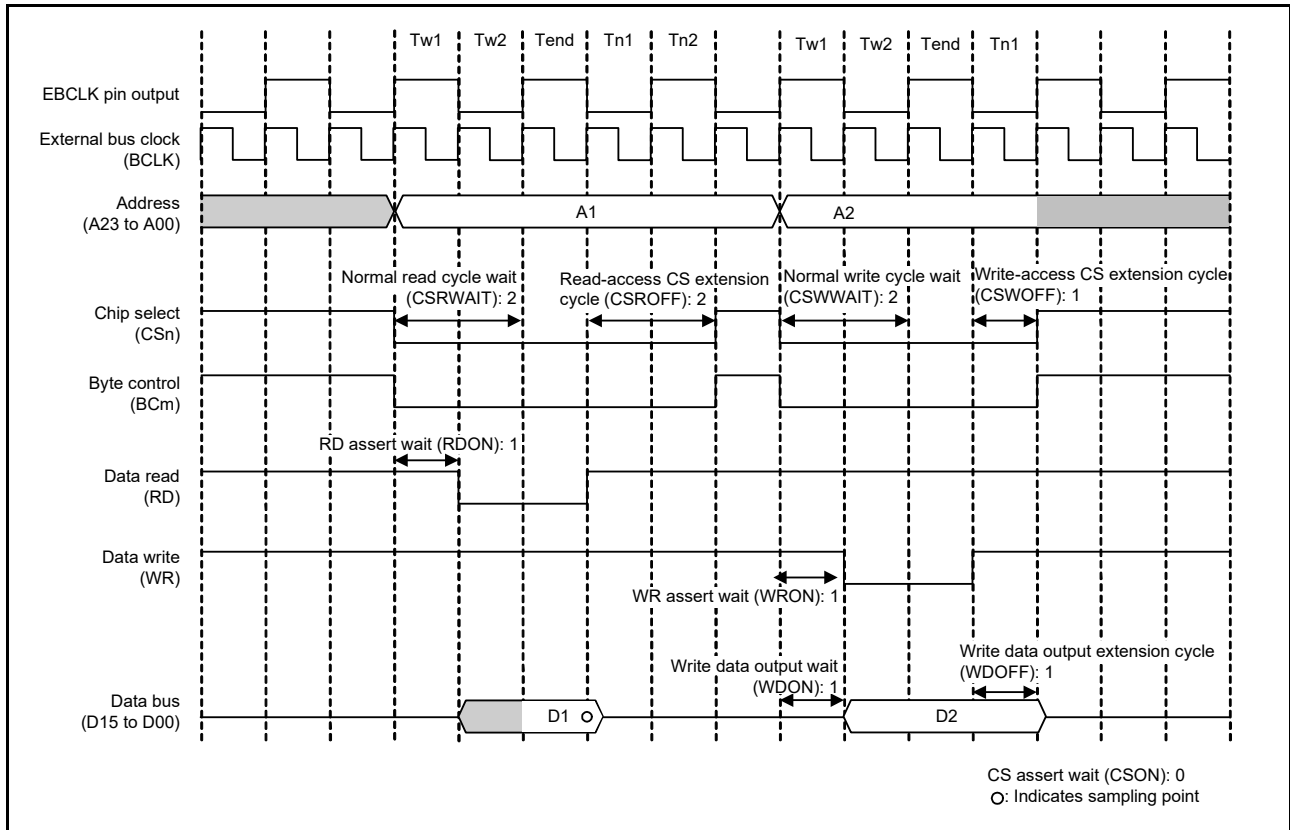 Tw1 Tw2 Tend Tn1 Tn2 Tw1 Tw2 Tend Tn1
EBCLK pin output
External bus clock
(BCLK)
Address
(A23 to A00)
A1 A2
Normal read cycle wait
(CSRWAIT): 2
Read-access CS extension
cycle (CSROFF): 2
Normal write cycle wait
(CSWWAIT): 2
Write-access CS extension cycle
(CSWOFF): 1
Chip select
(CSn)
Byte control
(BCm)
RD assert wait (RDON): 1
Data read
(RD)
Data write
(WR)
WR assert wait (WRON): 1
Write data output wait
(WDON): 1
Write data output extension cycle
(WDOFF): 1
Data bus
(D15 to D00)
D1 D2
CS assert wait (CSON): 0
: Indicates sampling point